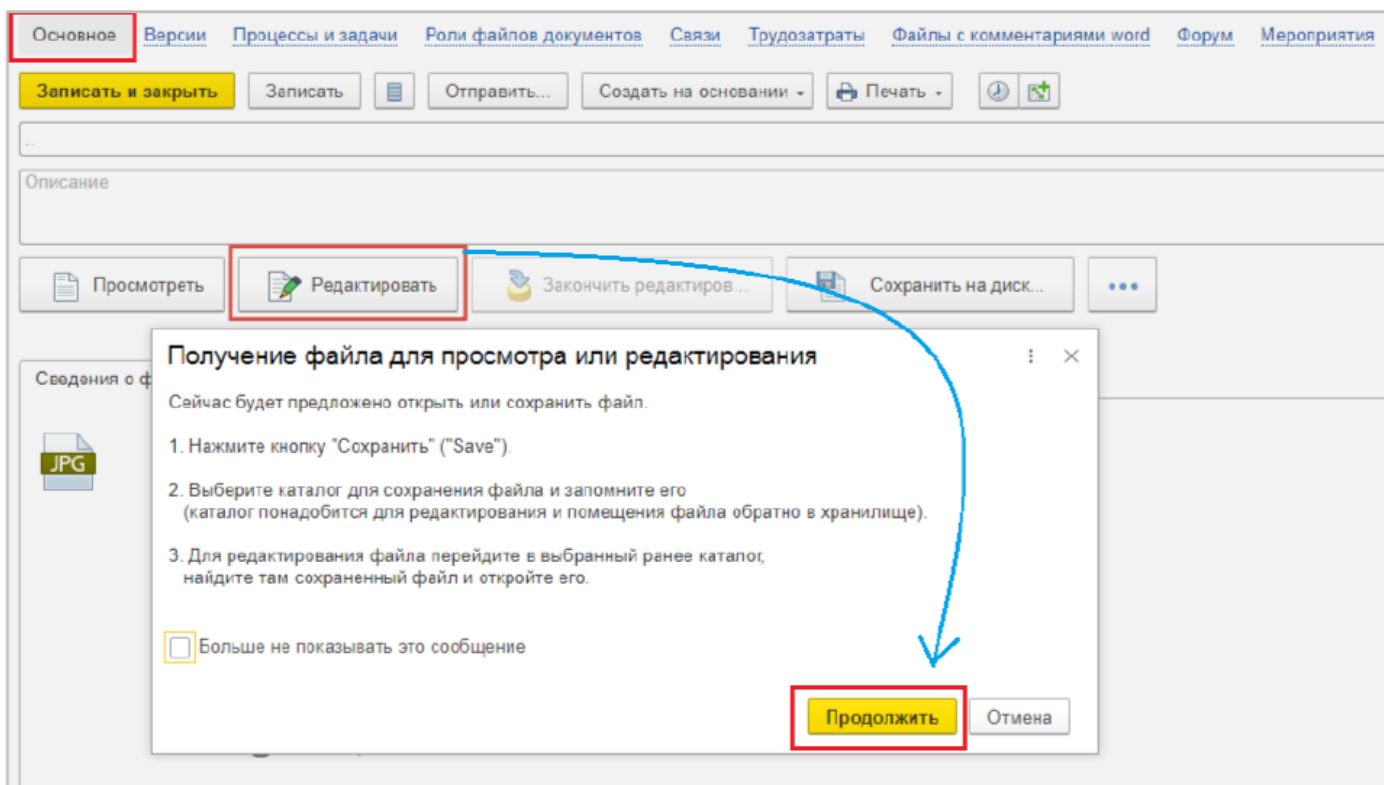 Основное Версии Процессы и задачи Роли файлов документов Связи Трудозатраты Файлы с комментариями word Форум Мероприятия
Записать и закрыть Записать Отправить... Создать на основании Печать
..
Описание
Просмотреть Редактировать Закончить редактиров... Сохранить на диск...
Получение файла для просмотра или редактирования
Сведения о ф
Сейчас будет предложено открыть или сохранить файл.
1. Нажмите кнопку "Сохранить" ("Save").
JPG
2. Выберите каталог для сохранения файла и запомните его
(каталог понадобится для редактирования и помещения файла обратно в хранилище).
3. Для редактирования файла перейдите в выбранный ранее каталог,
найдите там сохраненный файл и откройте его.
Больше не показывать это сообщение
Продолжить Отмена